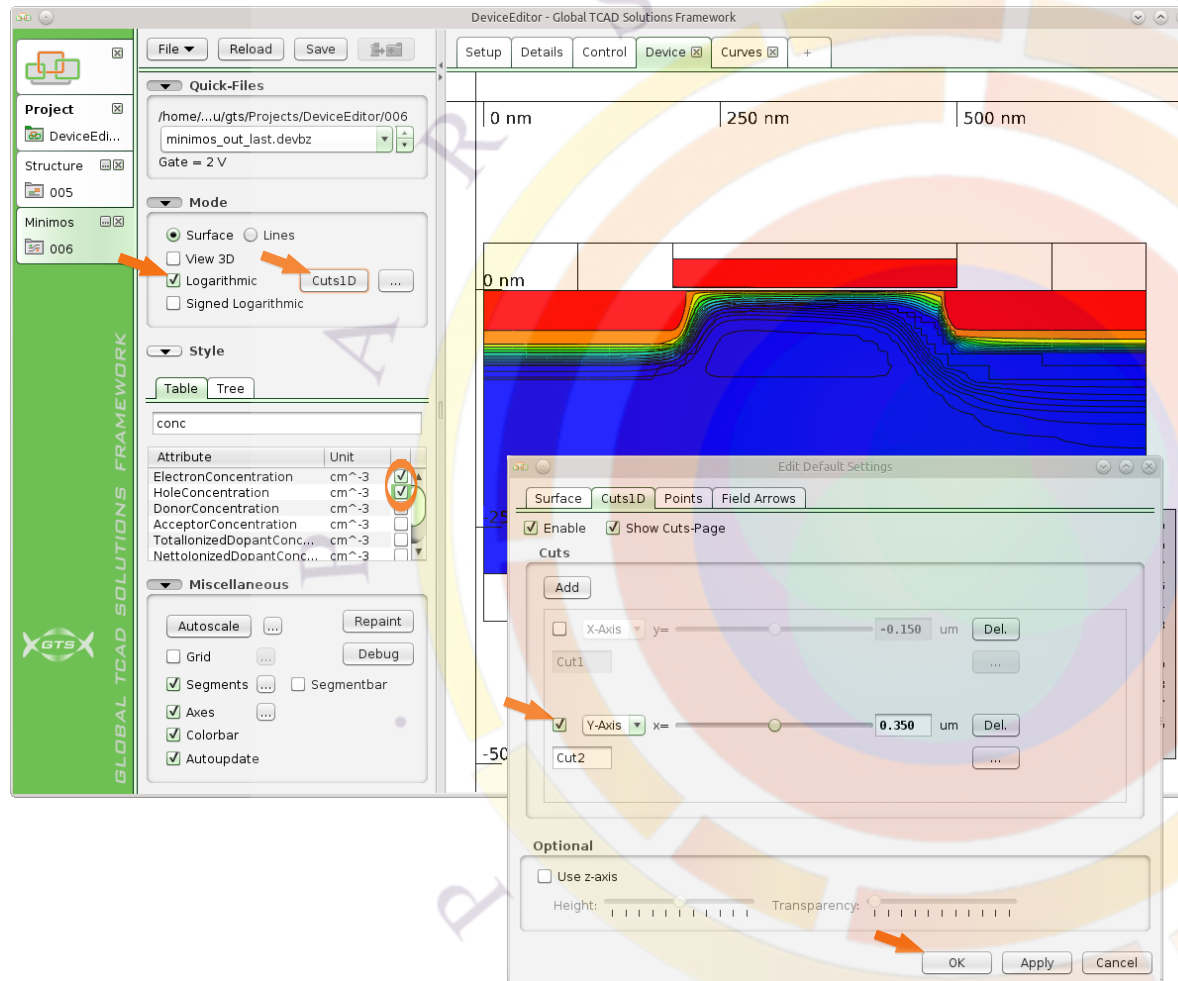 DeviceEditor - Global TCAD Solutions Framework
Project
DeviceEdi...
Structure
005
Minimos
006
GLOBAL TCAD SOLUTIONS FRAMEWORK
GTS
File Reload Save
Quick-Files
/home/...u/gts/Projects/DeviceEditor/006
minimos_out_last.devbz
Gate = 2 V
Mode
Surface Lines
View 3D
Logarithmic Cuts1D ...
Signed Logarithmic
Style
Table Tree
conc
Attribute Unit ...
ElectronConcentration cm^-3
HoleConcentration cm^-3
DonorConcentration cm^-3
AcceptorConcentration cm^-3
TotalIonizedDopantConc... cm^-3
NettoIonizedDopantConc... cm^-3
Miscellaneous
Autoscale ... Repaint
Grid ... Debug
Segments ... Segmentbar
Axes ...
Colorbar
Autoupdate
Setup Details Control Device Curves +
0 nm 250 nm 500 nm
0 nm
-25
-50
Edit Default Settings
Surface Cuts1D Points Field Arrows
Enable Show Cuts-Page
Cuts
Add
X-Axis y= -0.150 um Del.
Cut1 ...
Y-Axis x= 0.350 um Del.
Cut2 ...
Optional
Use z-axis
Height: Transparency:
OK Apply Cancel